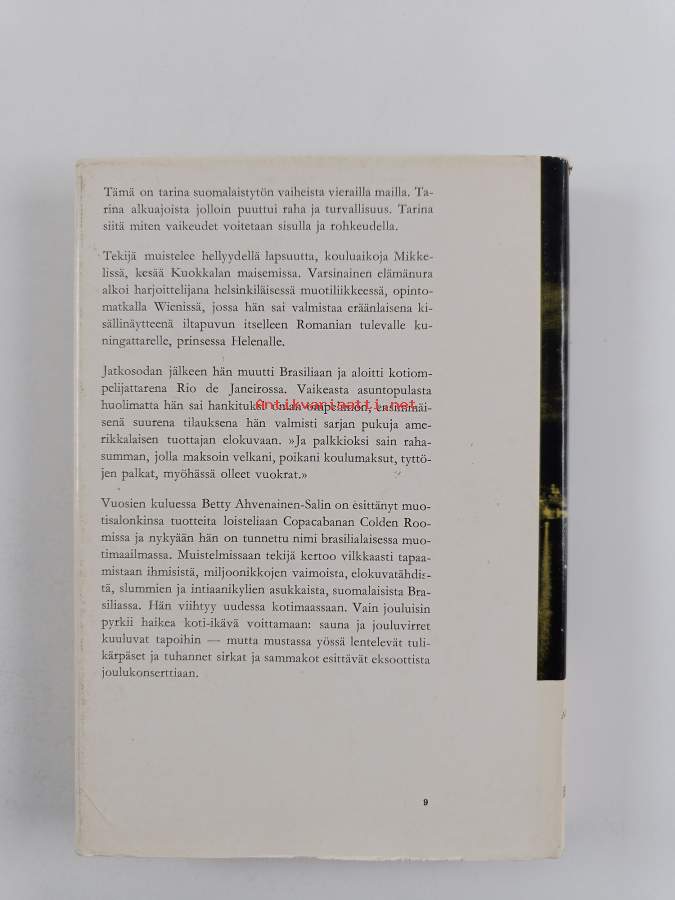 Tämä on tarina suomalaistytön vaiheista vierailla mailla. Ta-
rina alkuajoista jolloin puuttui raha ja turvallisuus. Tarina
siitä miten vaikeudet voitetaan sisulla ja rohkeudella.
Tekijä muistelee hellyydellä lapsuutta, kouluaikoja Mikke-
lissä, kesää Kuokkalan maisemissa. Varsinainen elämänura
alkoi harjoittelijana helsinkiläisessä muotiliikkeessä, opinto-
matkalla Wienissä, jossa hän sai valmistaa eräänlaisena ki-
sällinäytteenä iltapuvun itselleen Romanian tulevalle ku-
ningattarelle, prinsessa Helenalle.
Jatkosodan jälkeen hän muutti Brasiliaan ja aloitti kotiom-
pelijattarena Rio de Janeirossa. Vaikeasta asuntopulasta
Antikvariaatti.net
huolimatta hän sai hankituksi oman ompelimon, ensimmäi-
senä suurena tilauksena hän valmisti sarjan pukuja ame-
rikkalaisen tuottajan elokuvaan. »Ja palkkioksi sain raha-
summan, jolla maksoin velkani, poikani koulumaksut, tyttö-
jen palkat, myöhässä olleet vuokrat.»
Vuosien kuluessa Betty Ahvenainen-Salin on esittänyt muo-
tisalonkinsa tuotteita loisteliaan Copacabanan Colden Roo-
missa ja nykyään hän on tunnettu nimi brasilialaisessa muo-
timaailmassa. Muistelmissaan tekijä kertoo vilkkaasti tapaa-
mistaan ihmisistä, miljoonikkojen vaimoista, elokuvatähdis-
tä, slummien ja intiaanikylien asukkaista, suomalaisista Bra-
siliassa. Hän viihtyy uudessa kotimaassaan. Vain jouluisin
pyrkii haikea koti-ikävä voittamaan: sauna ja jouluvirret
kuuluvat tapoihin — mutta mustassa yössä lentelevät tuli-
kärpäset ja tuhannet sirkat ja sammakot esittävät eksoottista
joulukonserttiaan.
9